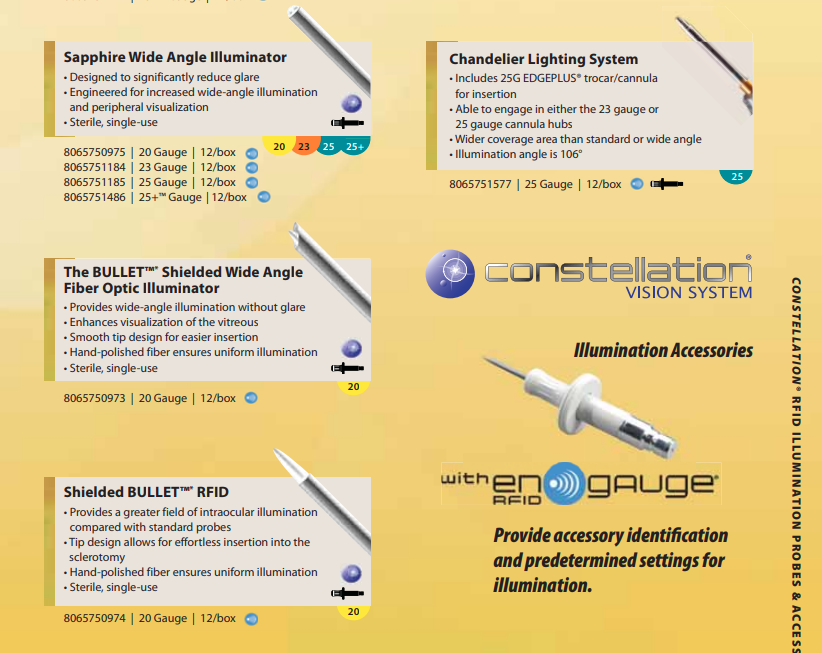 Sapphire Wide Angle Illuminator
• Designed to significantly reduce glare
• Engineered for increased wide-angle illumination
and peripheral visualization
• Sterile, single-use
20 23 25 25+
8065750975 | 20 Gauge | 12/box
8065751184 | 23 Gauge | 12/box
8065751185 | 25 Gauge | 12/box
8065751486 | 25+™ Gauge | 12/box
The BULLET™* Shielded Wide Angle
Fiber Optic Illuminator
• Provides wide-angle illumination without glare
• Enhances visualization of the vitreous
• Smooth tip design for easier insertion
• Hand-polished fiber ensures uniform illumination
• Sterile, single-use
20
8065750973 | 20 Gauge | 12/box
Shielded BULLET™* RFID
• Provides a greater field of intraocular illumination
compared with standard probes
• Tip design allows for effortless insertion into the
sclerotomy
• Hand-polished fiber ensures uniform illumination
• Sterile, single-use
20
8065750974 | 20 Gauge | 12/box
Chandelier Lighting System
• Includes 25G EDGEPLUS® trocar/cannula
for insertion
• Able to engage in either the 23 gauge or
25 gauge cannula hubs
• Wider coverage area than standard or wide angle
• Illumination angle is 106°
25
8065751577 | 25 Gauge | 12/box
constellation®
VISION SYSTEM
Illumination Accessories
with en gauge®
RFID
Provide accessory identification
and predetermined settings for
illumination.
CONSTELLATION® RFID ILLUMINATION PROBES & ACCESS